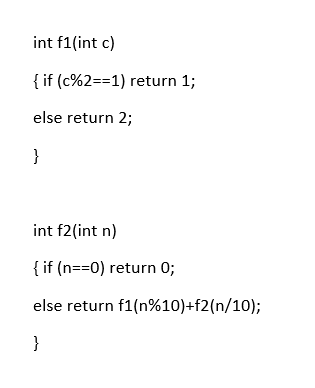 int f1(int c)
{ if (c%2==1) return 1;
else return 2;
}
int f2(int n)
{ if (n==0) return 0;
else return f1(n%10)+f2(n/10);
}